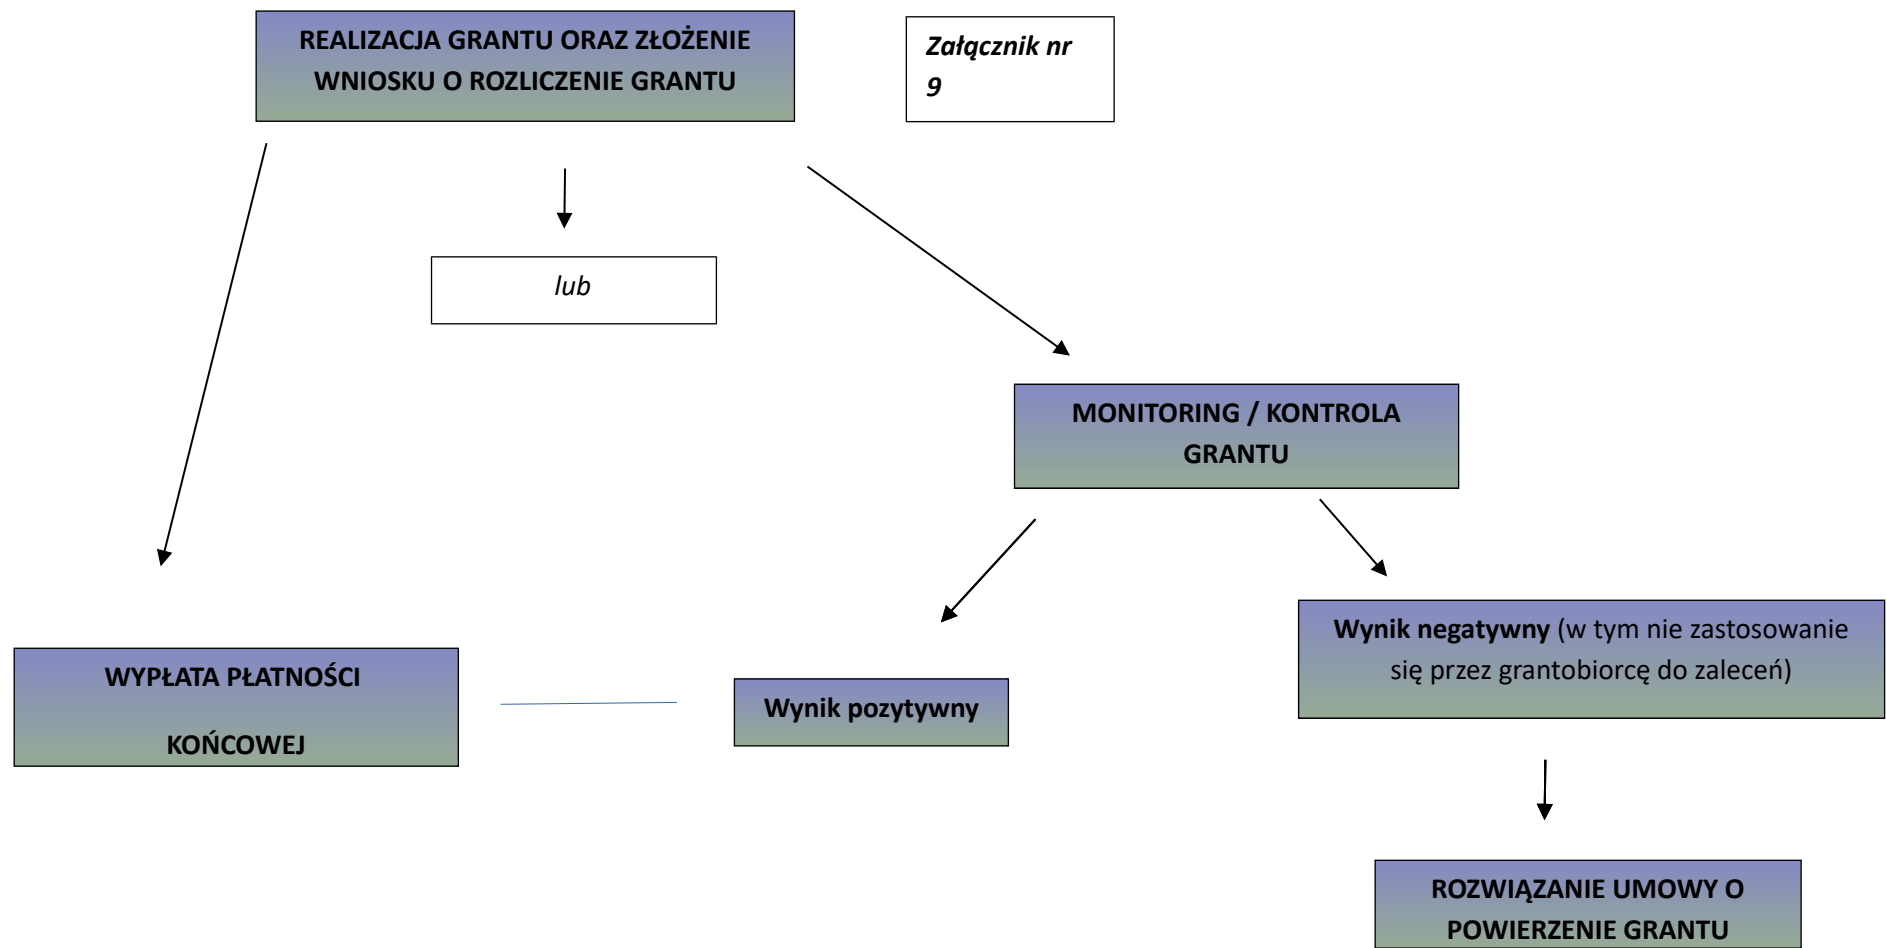 REALIZACJA GRANTU ORAZ ZŁOŻENIE
WNIOSKU O ROZLICZENIE GRANTU
Załącznik nr
9
lub
MONITORING / KONTROLA
GRANTU
Wynik negatywny (w tym nie zastosowanie
się przez grantobiorcę do zaleceń)
WYPŁATA PŁATNOŚCI
KOŃCOWEJ
Wynik pozytywny
ROZWIĄZANIE UMOWY O
POWIERZENIE GRANTU